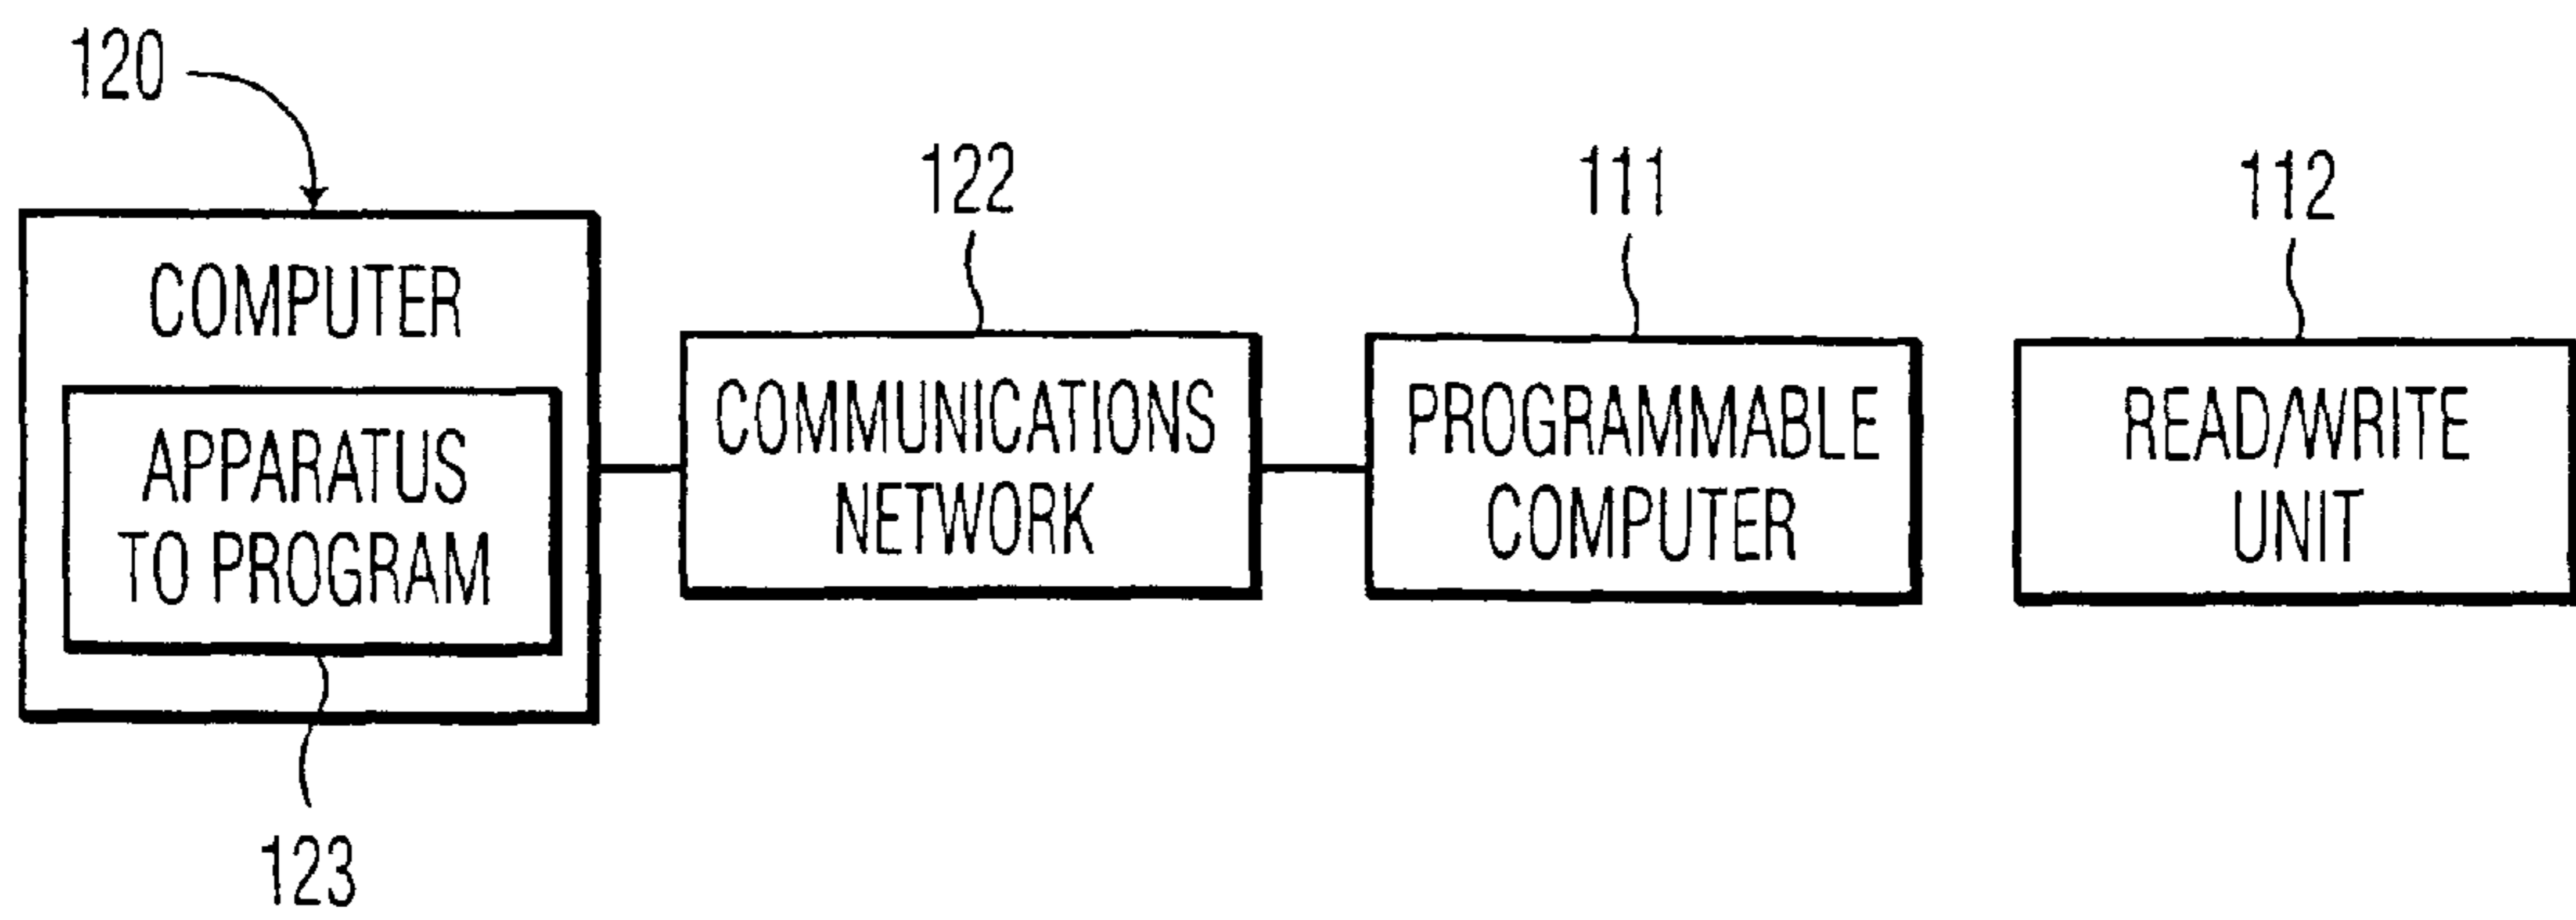 120
122
111
112
COMPUTER
APPARATUS
TO PROGRAM
COMMUNICATIONS
NETWORK
PROGRAMMABLE
COMPUTER
READ/WRITE
UNIT
123